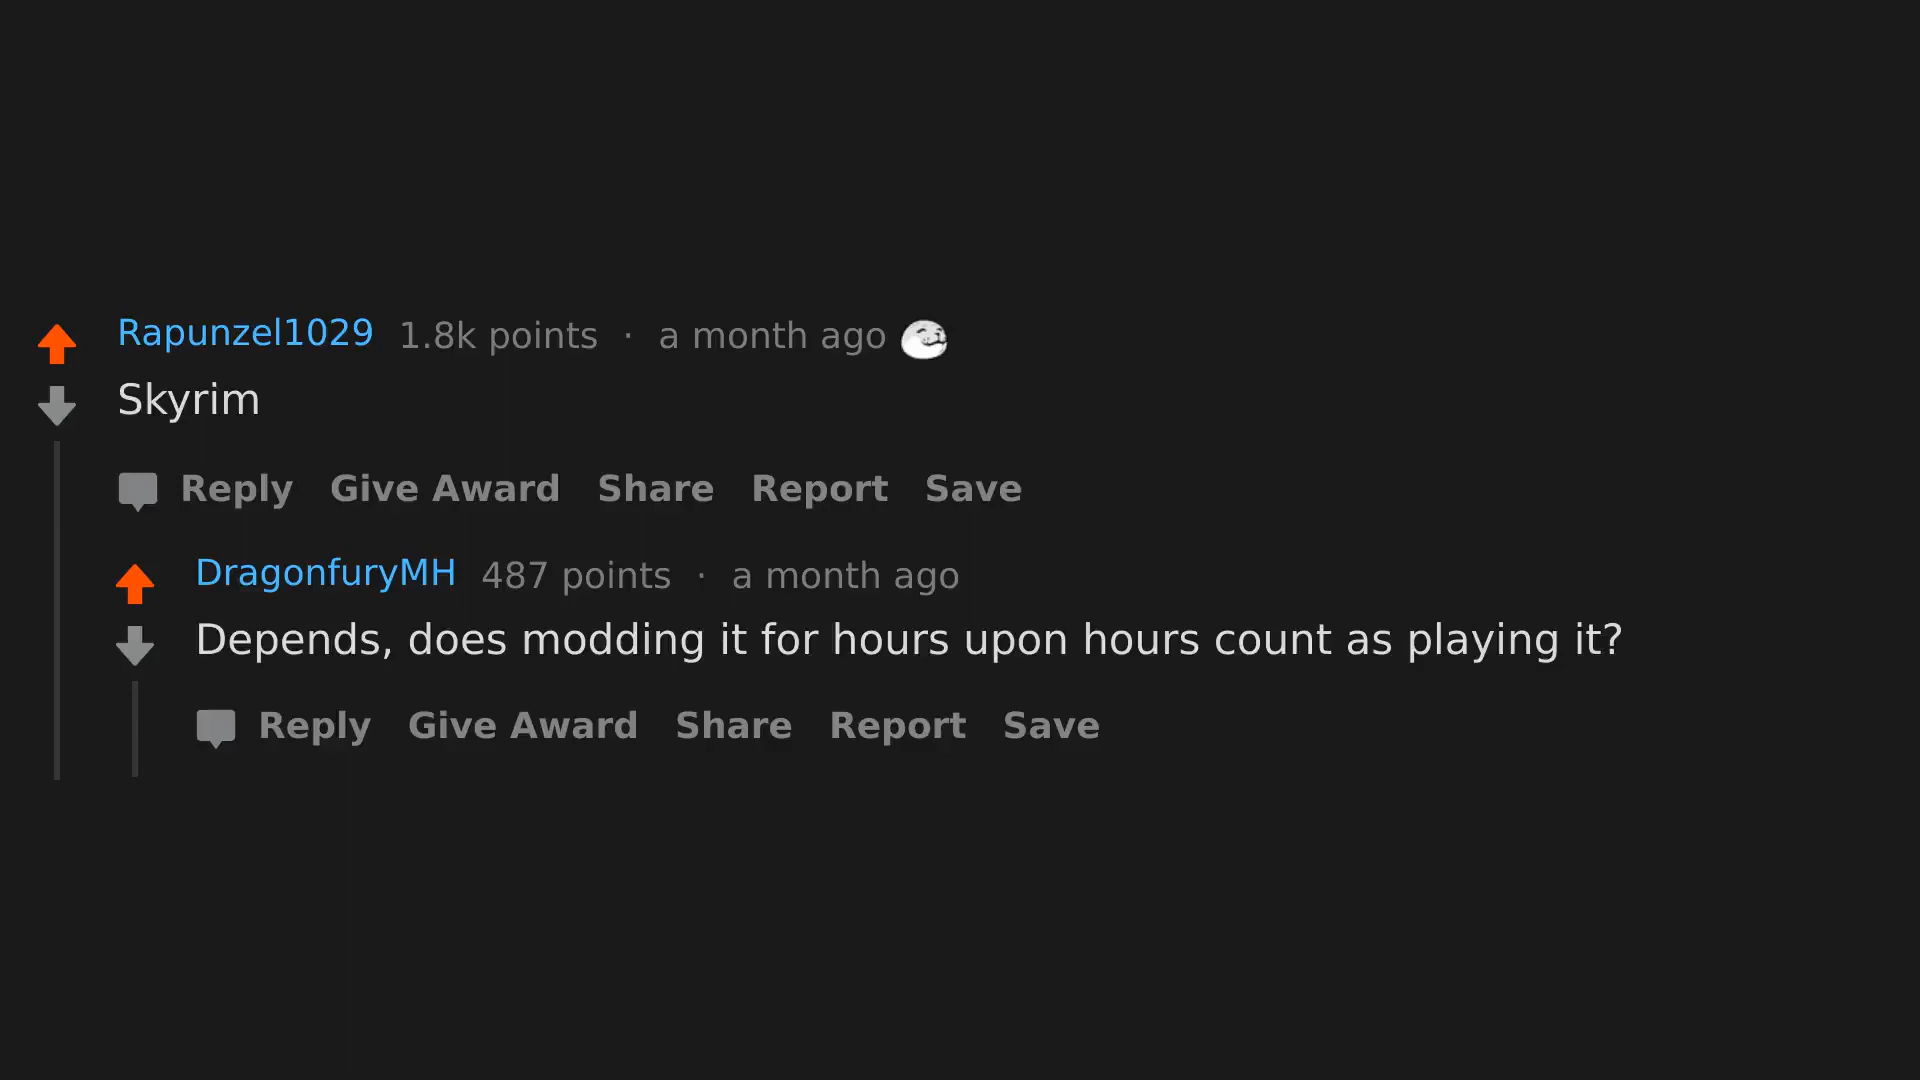 Rapunzel1029 1.8k points · a month ago
Skyrim
Reply Give Award Share Report Save
DragonfuryMH 487 points · a month ago
Depends, does modding it for hours upon hours count as playing it?
Reply Give Award Share Report Save